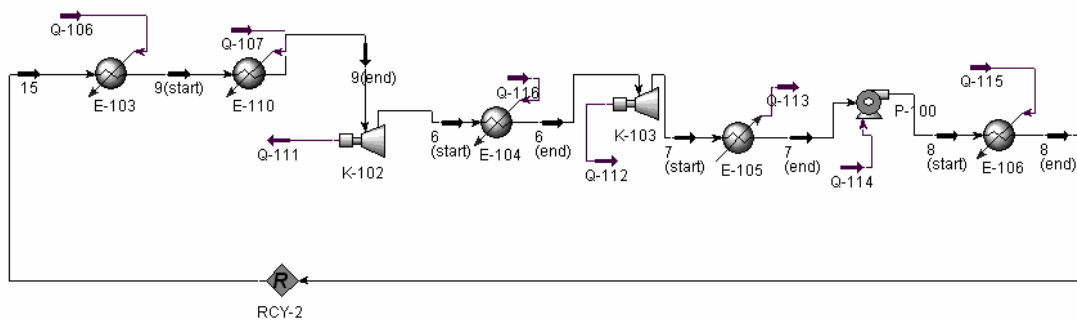 Q-106
Q-107
15
E-103
9(start)
E-110
9(end)
Q-111
K-102
6
(start)
Q-116
E-104
6
(end)
Q-112
K-103
7
(start)
Q-113
E-105
7
(end)
P-100
Q-114
8
(start)
Q-115
E-106
8
(end)
R
RCY-2